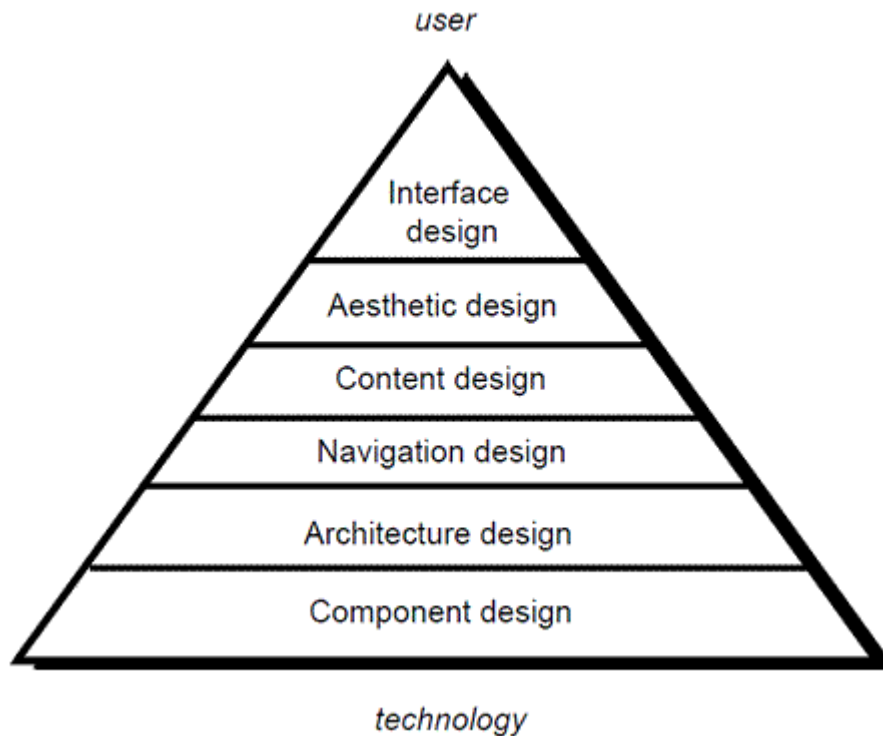 user
Interface
design
Aesthetic design
Content design
Navigation design
Architecture design
Component design
technology